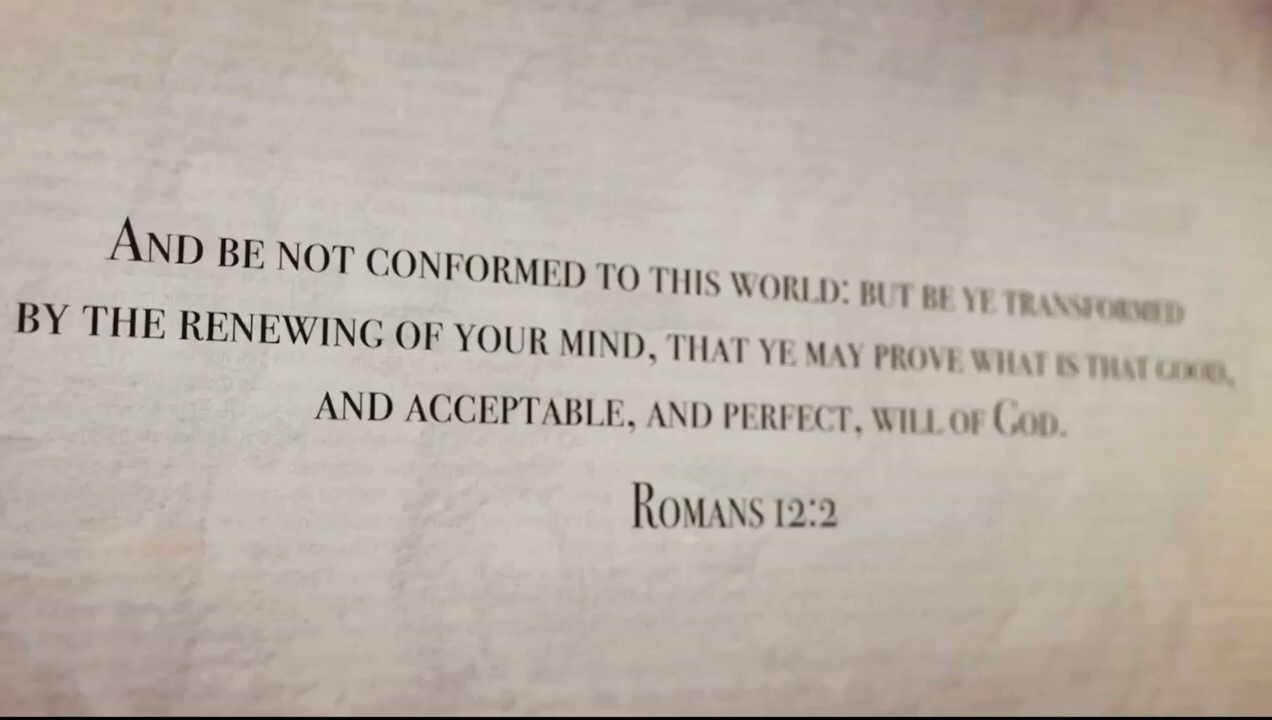 And be not conformed to this world: but be ye transformed
by the renewing of your mind, that ye may prove what is that good,
and acceptable, and perfect, will of God.
Romans 12:2